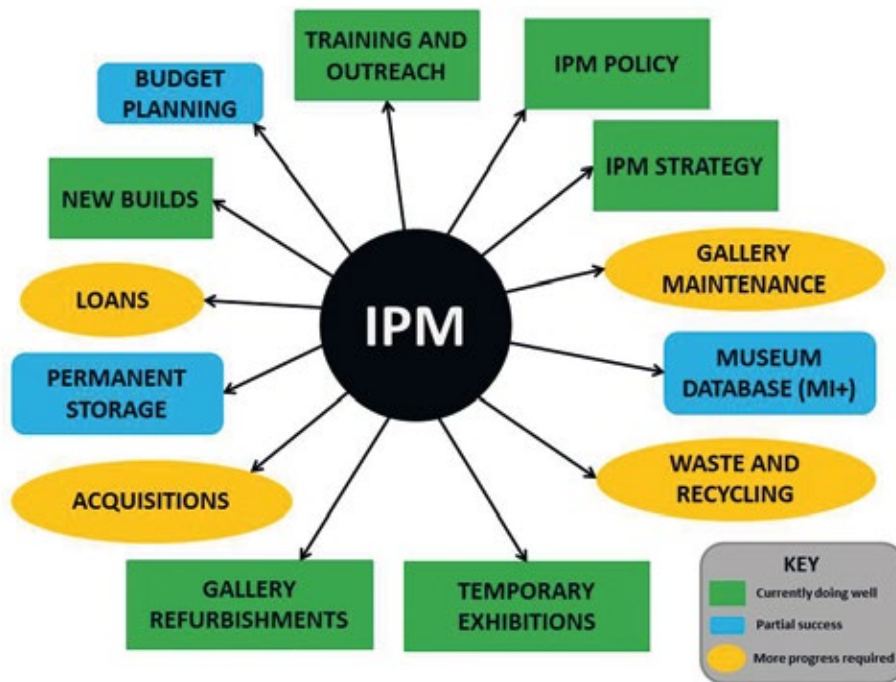 TRAINING AND
OUTREACH
IPM POLICY
BUDGET
PLANNING
IPM STRATEGY
NEW BUILDS
GALLERY
MAINTENANCE
LOANS
IPM
PERMANENT
STORAGE
MUSEUM
DATABASE (MI+)
ACQUISITIONS
WASTE AND
RECYCLING
GALLERY
REFURBISHMENTS
TEMPORARY
EXHIBITIONS
KEY
Currently doing well
Partial success
More progress required